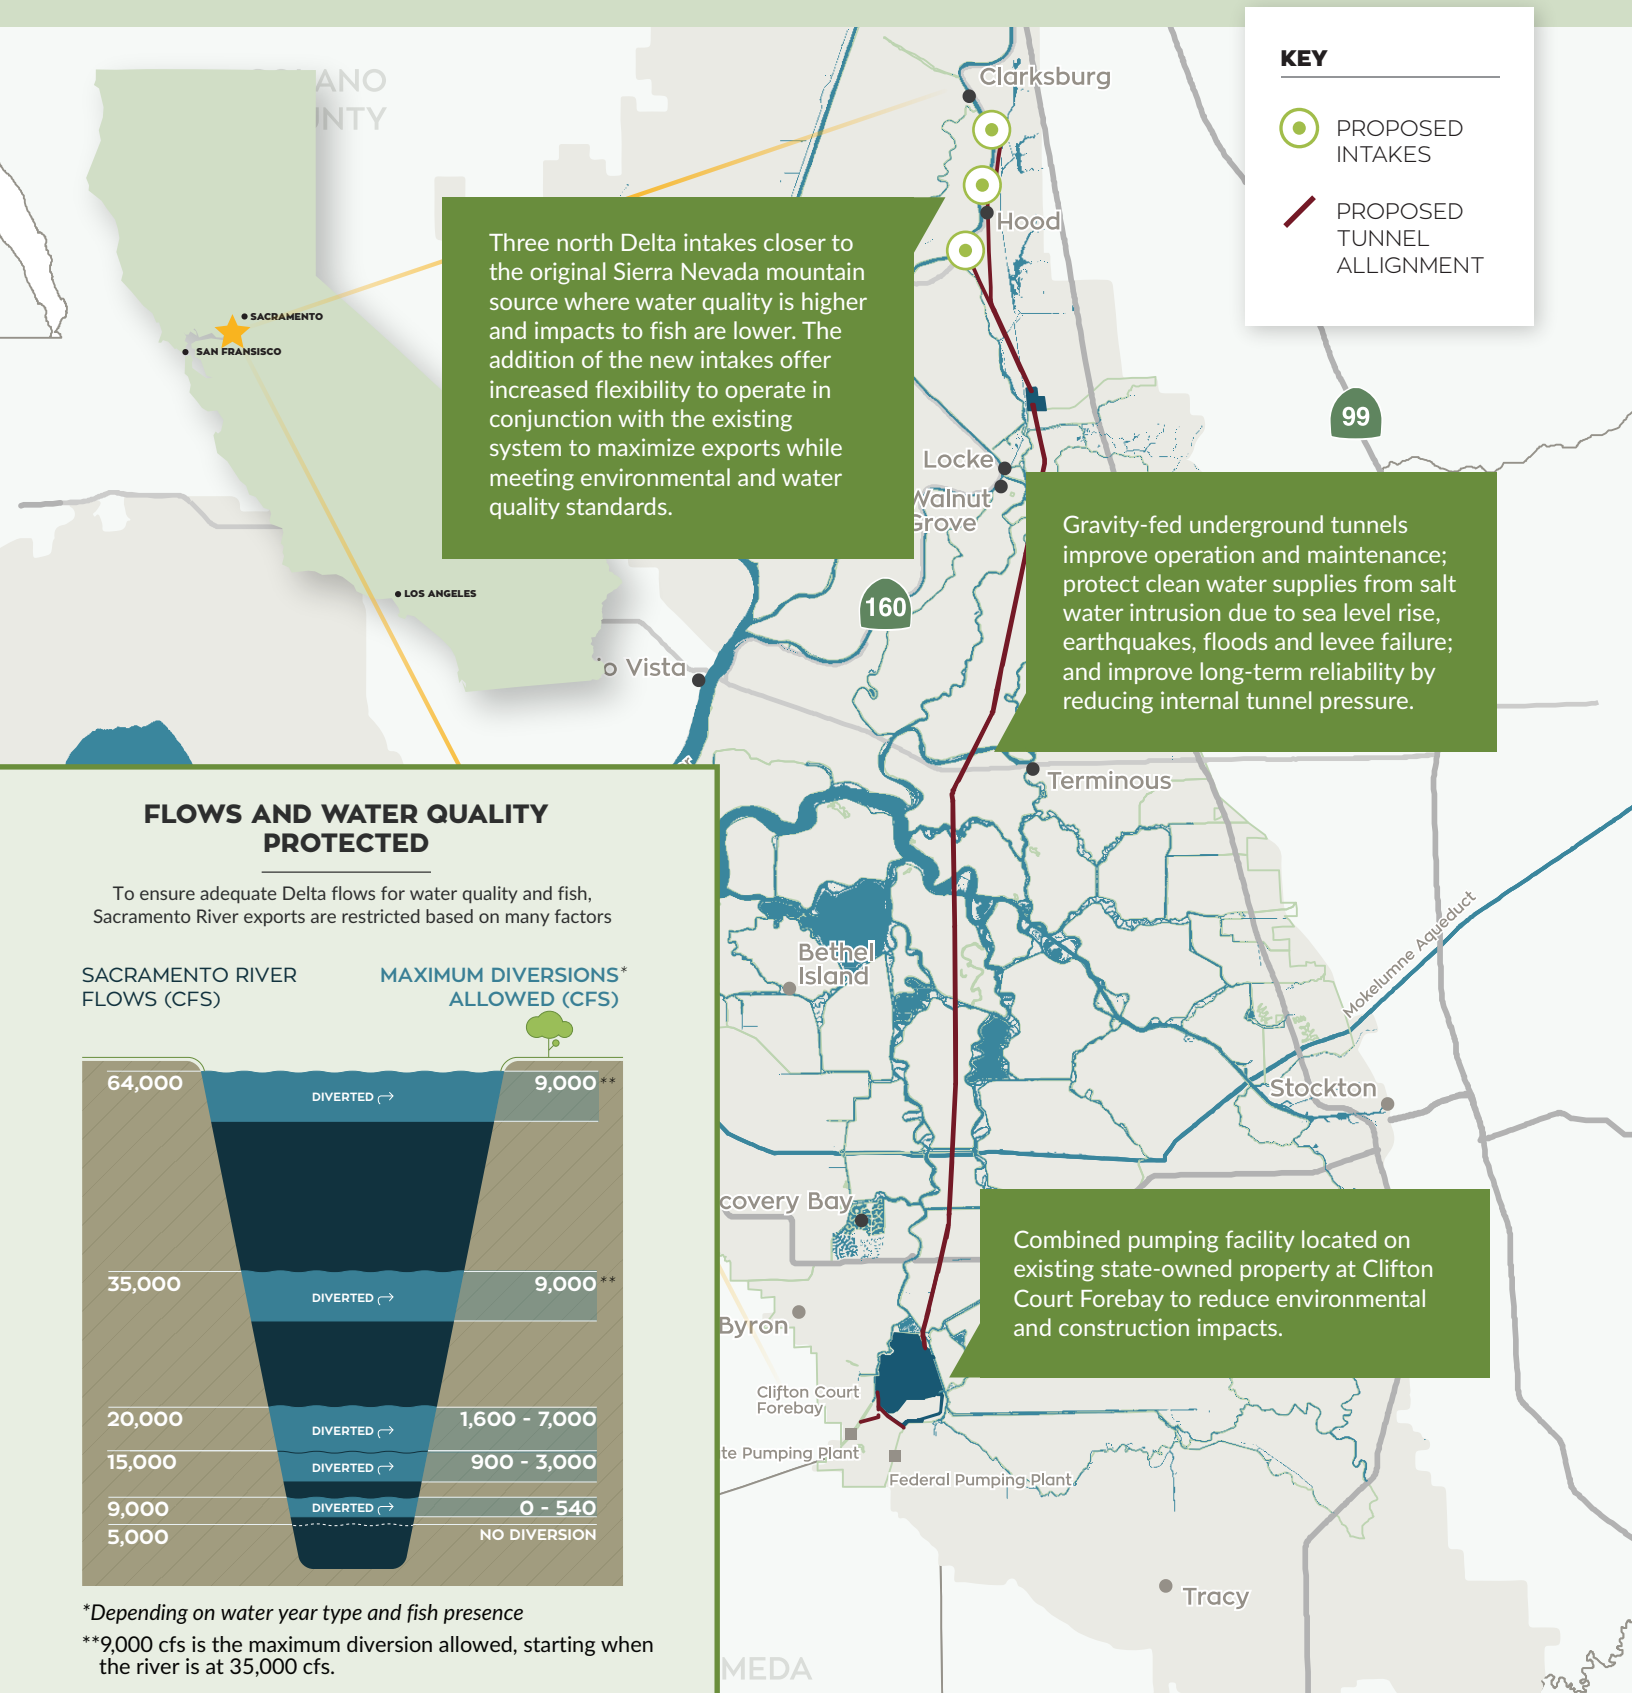 KEY
PROPOSED
INTAKES
PROPOSED
TUNNEL
ALLIGNMENT
ANO
NTY
Clarksburg
Hood
SACRAMENTO
SAN FRANSISCO
LOS ANGELES
Three north Delta intakes closer to
the original Sierra Nevada mountain
source where water quality is higher
and impacts to fish are lower. The
addition of the new intakes offer
increased flexibility to operate in
conjunction with the existing
system to maximize exports while
meeting environmental and water
quality standards.
99
Locke
Walnut
Grove
160
o Vista
Gravity-fed underground tunnels
improve operation and maintenance;
protect clean water supplies from salt
water intrusion due to sea level rise,
earthquakes, floods and levee failure;
and improve long-term reliability by
reducing internal tunnel pressure.
Terminous
Bethel
Island
Mokelumne Aqueduct
Stockton
covery Bay
Byron
Combined pumping facility located on
existing state-owned property at Clifton
Court Forebay to reduce environmental
and construction impacts.
Clifton Court
Forebay
te Pumping Plant
Federal Pumping Plant
Tracy
MEDA
FLOWS AND WATER QUALITY
PROTECTED
To ensure adequate Delta flows for water quality and fish,
Sacramento River exports are restricted based on many factors
SACRAMENTO RIVER
FLOWS (CFS)
MAXIMUM DIVERSIONS*
ALLOWED (CFS)
64,000 DIVERTED 9,000**
35,000 DIVERTED 9,000**
20,000 DIVERTED 1,600 - 7,000
15,000 DIVERTED 900 - 3,000
9,000 DIVERTED 0 - 540
5,000 NO DIVERSION
*Depending on water year type and fish presence
**9,000 cfs is the maximum diversion allowed, starting when
the river is at 35,000 cfs.